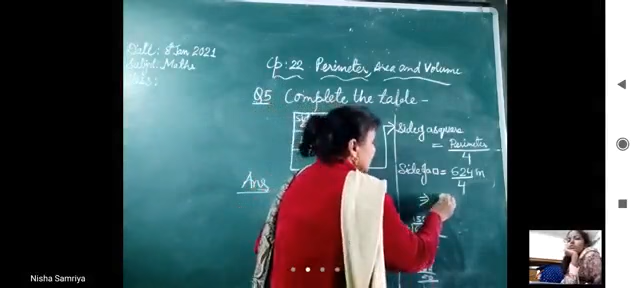 Date: 8 Jan 2021
Subject: Maths
Cp: 22 Perimeter, Area and Volume
Q5 Complete the table -
Side of a square
= Perimeter
4
Side of a □ = 624 m
4
⇒
Ans
Nisha Samriya